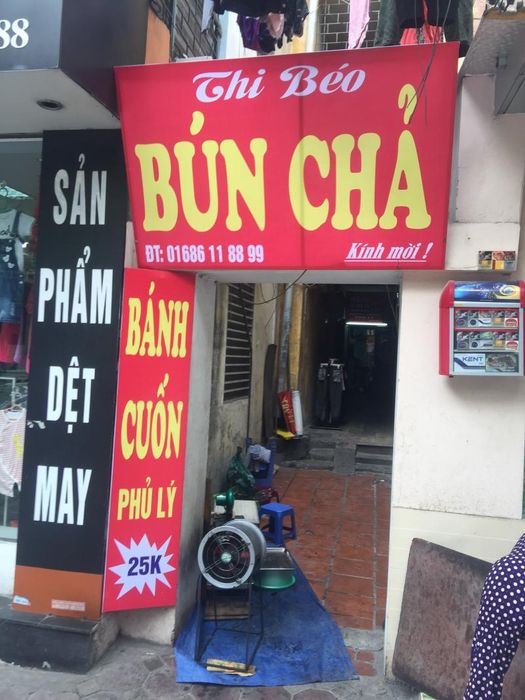 88
Thi Béo
BÚN CHẢ
ĐT: 01686 11 88 99
Kính mời !
SẢN
PHẨM
DỆT
MAY
BÁNH
CUỐN
PHỦ LÝ
25K
KENT